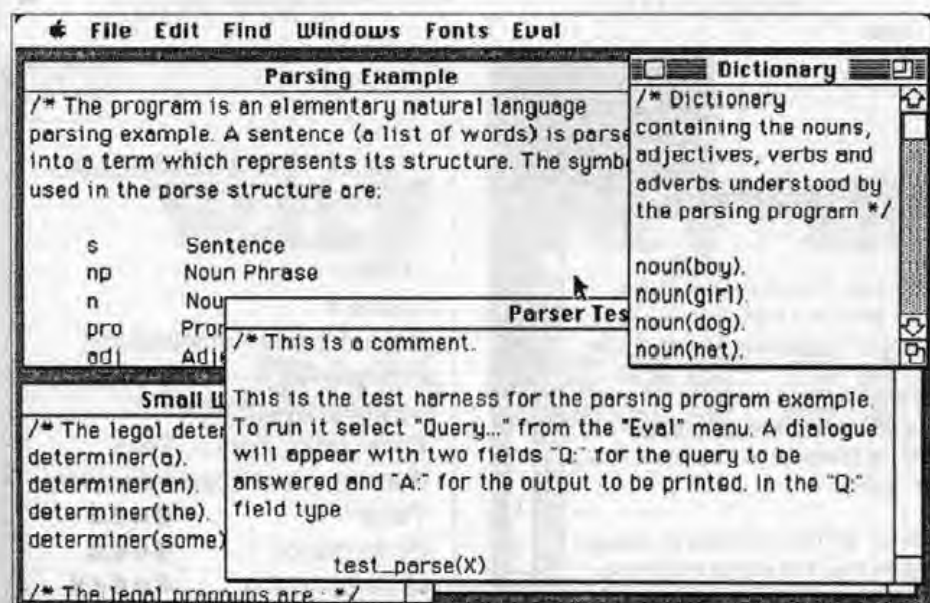 File Edit Find Windows Fonts Eval
Parsing Example
/* The program is an elementary natural language
parsing example. A sentence (a list of words) is parse
into a term which represents its structure. The symb
used in the parse structure are:
s Sentence
np Noun Phrase
n Nou
pro Pro
adj Adje
Dictionary
/* Dictionary
containing the nouns,
adjectives, verbs and
adverbs understood by
the parsing program */
noun(boy).
noun(girl).
noun(dog).
noun(hat).
Small W
/* The legal deter
determiner(a).
determiner(an).
determiner(the).
determiner(some)
/* The legal pronouns are : */
Parser Tes
/* This is a comment.
This is the test harness for the parsing program example.
To run it select "Query..." from the "Eval" menu. A dialogue
will appear with two fields "Q:" for the query to be
answered and "A:" for the output to be printed. In the "Q:"
field type
test_parse(X)